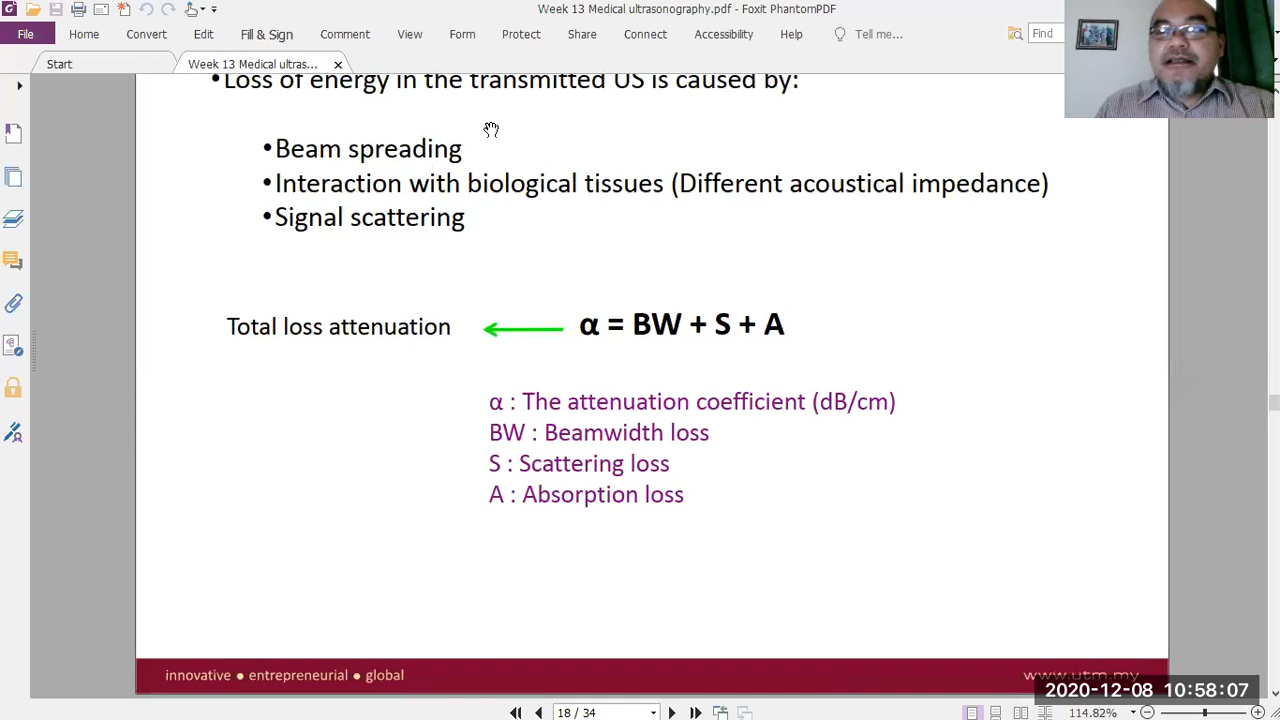 Week 13 Medical ultrasonography.pdf - Foxit PhantomPDF
File Home Convert Edit Fill & Sign Comment View Form Protect Share Connect Accessibility Help Tell me... Find
Start Week 13 Medical ultras... ×
•Loss of energy in the transmitted US is caused by:
•Beam spreading
•Interaction with biological tissues (Different acoustical impedance)
•Signal scattering
Total loss attenuation α = BW + S + A
α : The attenuation coefficient (dB/cm)
BW : Beamwidth loss
S : Scattering loss
A : Absorption loss
innovative ● entrepreneurial ● global www.utm.my
2020-12-08 10:58:07
18 / 34 114.82%